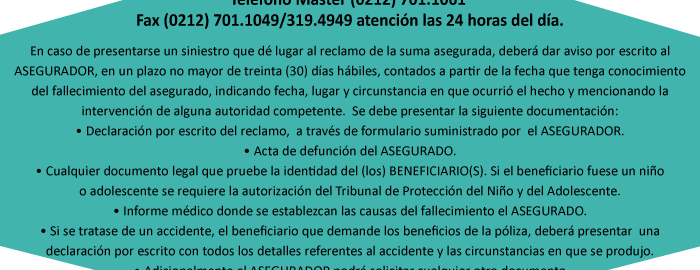 Teléfono Máster (0212) 701.1001
Fax (0212) 701.1049/319.4949 atención las 24 horas del día.
En caso de presentarse un siniestro que dé lugar al reclamo de la suma asegurada, deberá dar aviso por escrito al
ASEGURADOR, en un plazo no mayor de treinta (30) días hábiles, contados a partir de la fecha que tenga conocimiento
del fallecimiento del asegurado, indicando fecha, lugar y circunstancia en que ocurrió el hecho y mencionando la
intervención de alguna autoridad competente. Se debe presentar la siguiente documentación:
• Declaración por escrito del reclamo, a través de formulario suministrado por el ASEGURADOR.
• Acta de defunción del ASEGURADO.
• Cualquier documento legal que pruebe la identidad del (los) BENEFICIARIO(S). Si el beneficiario fuese un niño
o adolescente se requiere la autorización del Tribunal de Protección del Niño y del Adolescente.
• Informe médico donde se establezcan las causas del fallecimiento el ASEGURADO.
• Si se tratase de un accidente, el beneficiario que demande los beneficios de la póliza, deberá presentar una
declaración por escrito con todos los detalles referentes al accidente y las circunstancias en que se produjo.
• Adicionalmente el ASEGURADOR podrá solicitar cualquier otro documento